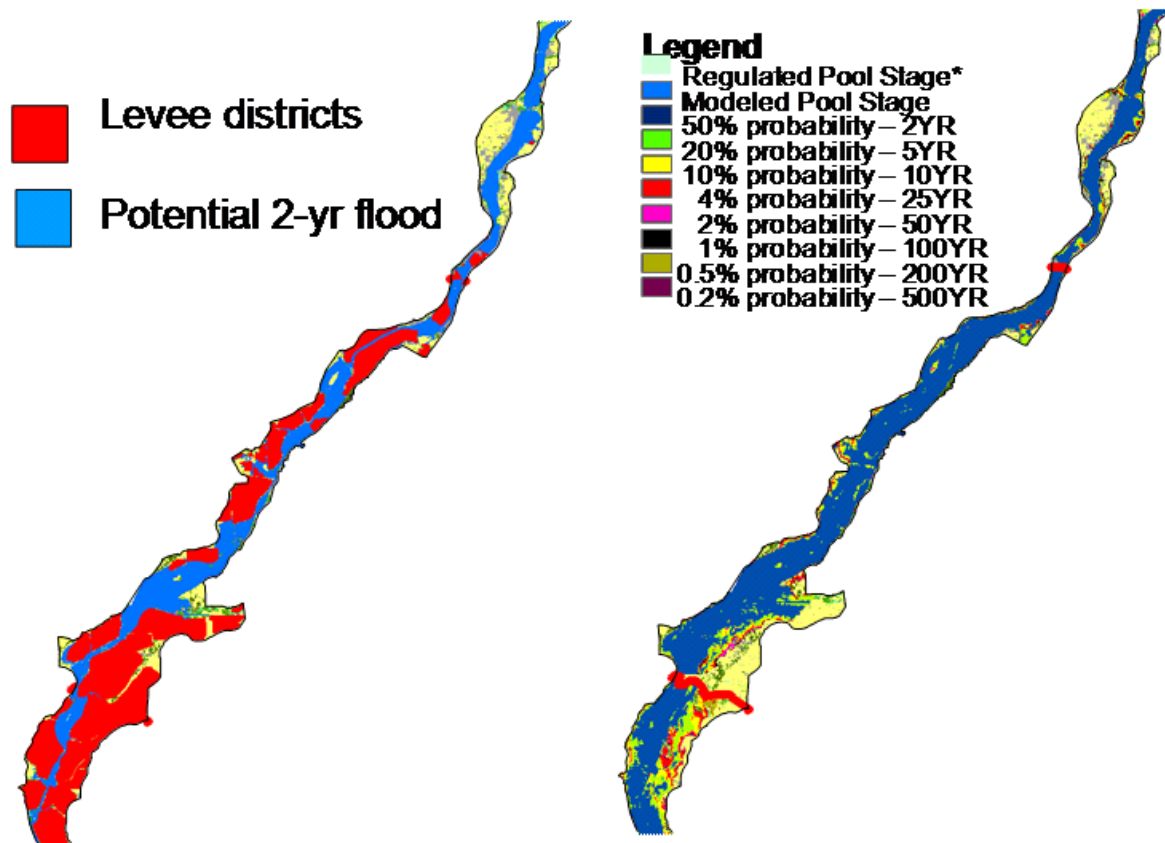 Levee districts
Potential 2-yr flood
Legend
Regulated Pool Stage*
Modeled Pool Stage
50% probability – 2YR
20% probability – 5YR
10% probability – 10YR
4% probability – 25YR
2% probability – 50YR
1% probability – 100YR
0.5% probability – 200YR
0.2% probability – 500YR